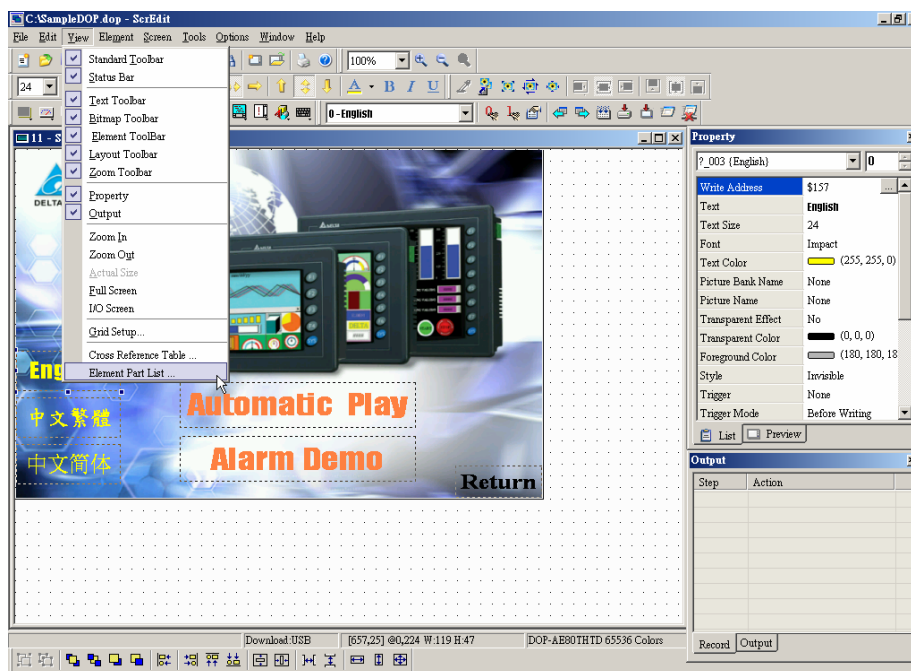 C:\SampleDOP.dop - ScrEdit
File Edit View Element Screen Tools Options Window Help
100%
24
A B I U
0 - English
11 - S
Standard Toolbar
Status Bar
Text Toolbar
Bitmap Toolbar
Element ToolBar
Layout Toolbar
Zoom Toolbar
Property
Output
Zoom In
Zoom Out
Actual Size
Full Screen
I/O Screen
Grid Setup...
Cross Reference Table ...
Element Part List ...
DELTA
Eng
中文繁體
中文简体
Automatic Play
Alarm Demo
Return
Property
?_003 {English}
0
Write Address $157 ...
Text English
Text Size 24
Font Impact
Text Color (255, 255, 0)
Picture Bank Name None
Picture Name None
Transparent Effect No
Transparent Color (0, 0, 0)
Foreground Color (180, 180, 18
Style Invisible
Trigger None
Trigger Mode Before Writing
List Preview
Output
Step Action
Record Output
Download:USB [657,25] @0,224 W:119 H:47 DOP-AE80THTD 65536 Colors